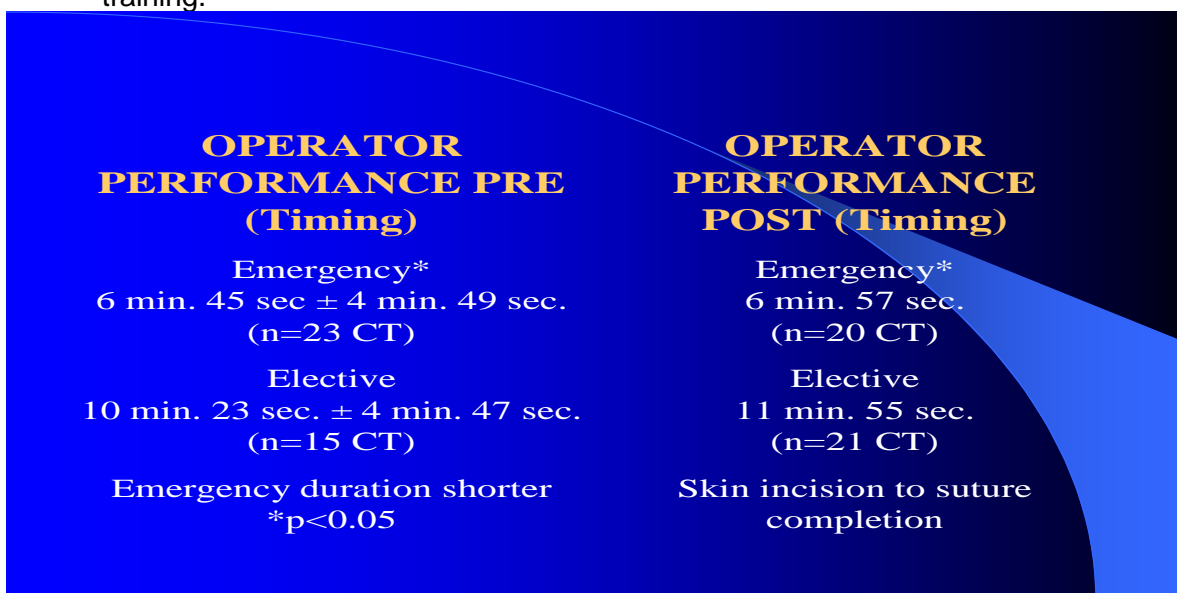 training.
OPERATOR
PERFORMANCE PRE
(Timing)
Emergency*
6 min. 45 sec ± 4 min. 49 sec.
(n=23 CT)
Elective
10 min. 23 sec. ± 4 min. 47 sec.
(n=15 CT)
Emergency duration shorter
*p<0.05
OPERATOR
PERFORMANCE
POST (Timing)
Emergency*
6 min. 57 sec.
(n=20 CT)
Elective
11 min. 55 sec.
(n=21 CT)
Skin incision to suture
completion